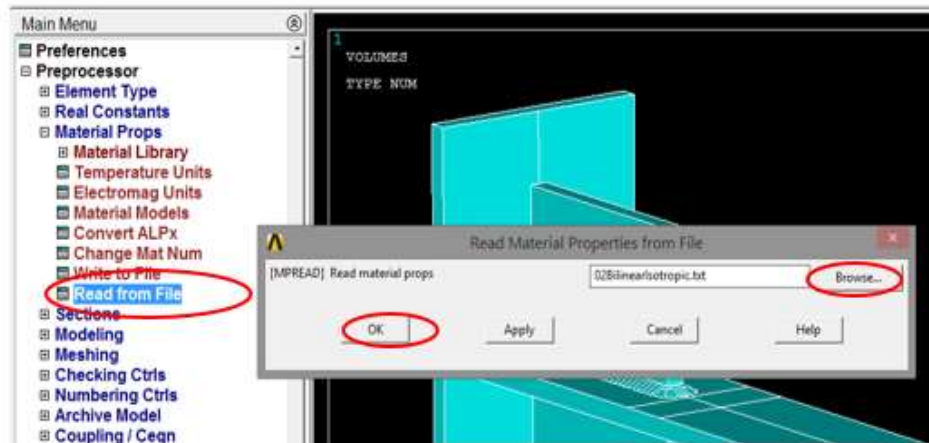 Main Menu
Preferences
Preprocessor
Element Type
Real Constants
Material Props
Material Library
Temperature Units
Electromag Units
Material Models
Convert ALPx
Change Mat Num
Write to File
Read from File
Sections
Modeling
Meshing
Checking Ctrls
Numbering Ctrls
Archive Model
Coupling / Ceqn
1
VOLUMES
TYPE NUM
Read Material Properties from File
[MPREAD] Read material props
02BilinearIsotropic.txt
Browse...
OK
Apply
Cancel
Help